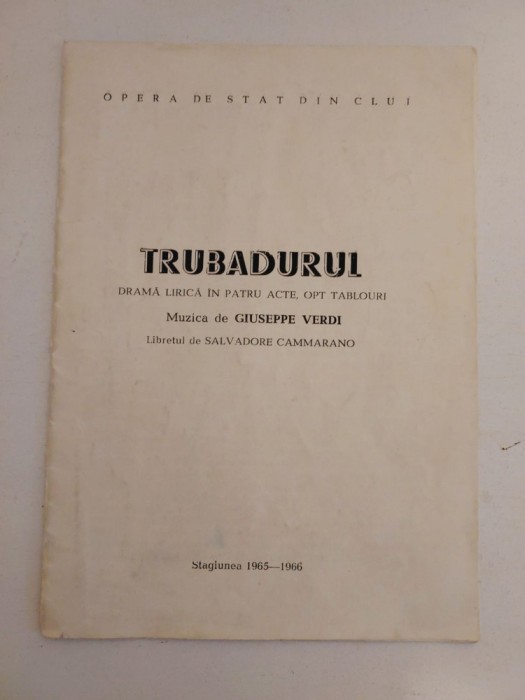 OPERA DE STAT DIN CLUJ
TRUBADURUL
DRAMĂ LIRICĂ ÎN PATRU ACTE, OPT TABLOURI
Muzica de GIUSEPPE VERDI
Libretul de SALVADORE CAMMARANO
Stagiunea 1965—1966